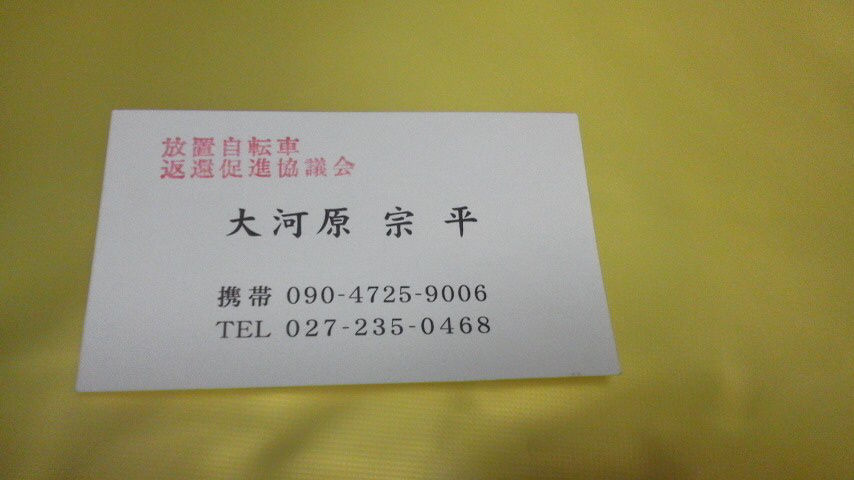 放置自転車
返還促進協議会
大河原 宗 平
携帯 090-4725-9006
TEL 027-235-0468